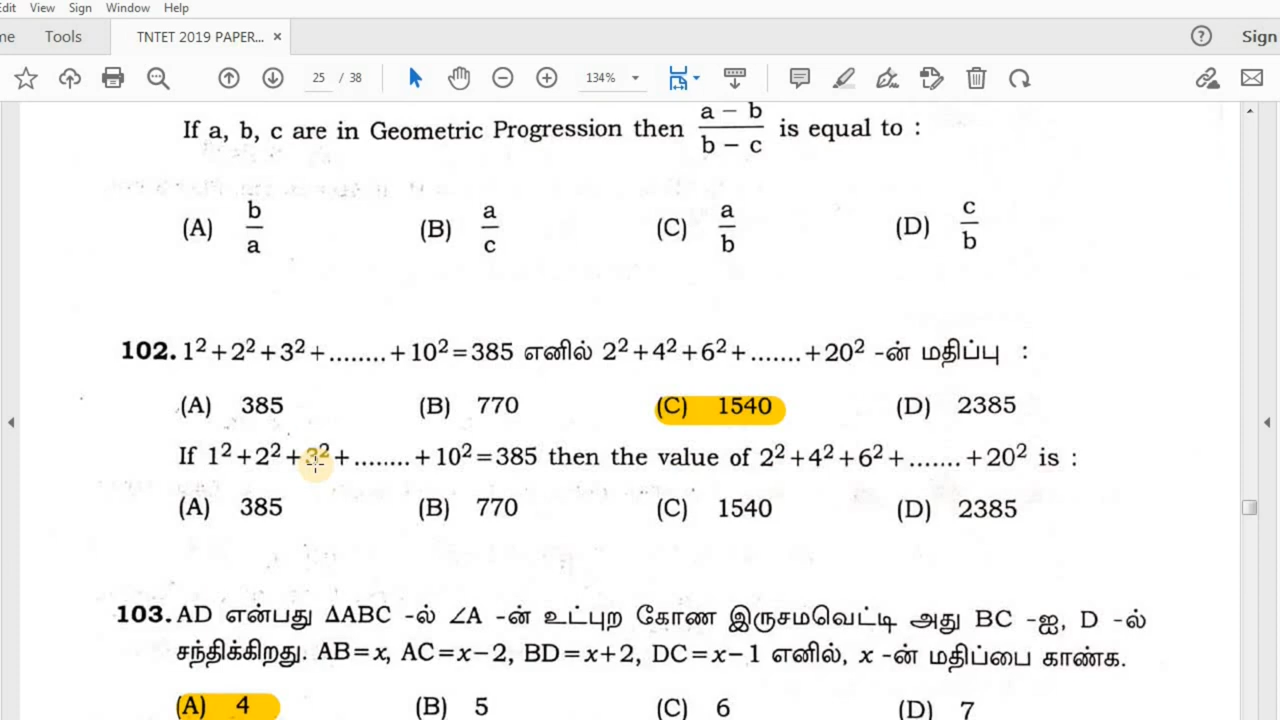 Edit View Sign Window Help
me Tools TNTET 2019 PAPER... × ? Sign
25 / 38 134%
If a, b, c are in Geometric Progression then (a − b)/(b − c) is equal to :
(A) b/a (B) a/c (C) a/b (D) c/b
102. 1²+2²+3²+........+10²=385 எனில் 2²+4²+6²+.......+20² -ன் மதிப்பு :
(A) 385 (B) 770 (C) 1540 (D) 2385
If 1²+2²+3²+........+10²=385 then the value of 2²+4²+6²+.......+20² is :
(A) 385 (B) 770 (C) 1540 (D) 2385
103. AD என்பது ΔABC -ல் ∠A -ன் உட்புற கோண இருசமவெட்டி அது BC -ஐ, D -ல்
சந்திக்கிறது. AB=x, AC=x−2, BD=x+2, DC=x−1 எனில், x -ன் மதிப்பை காண்க.
(A) 4 (B) 5 (C) 6 (D) 7